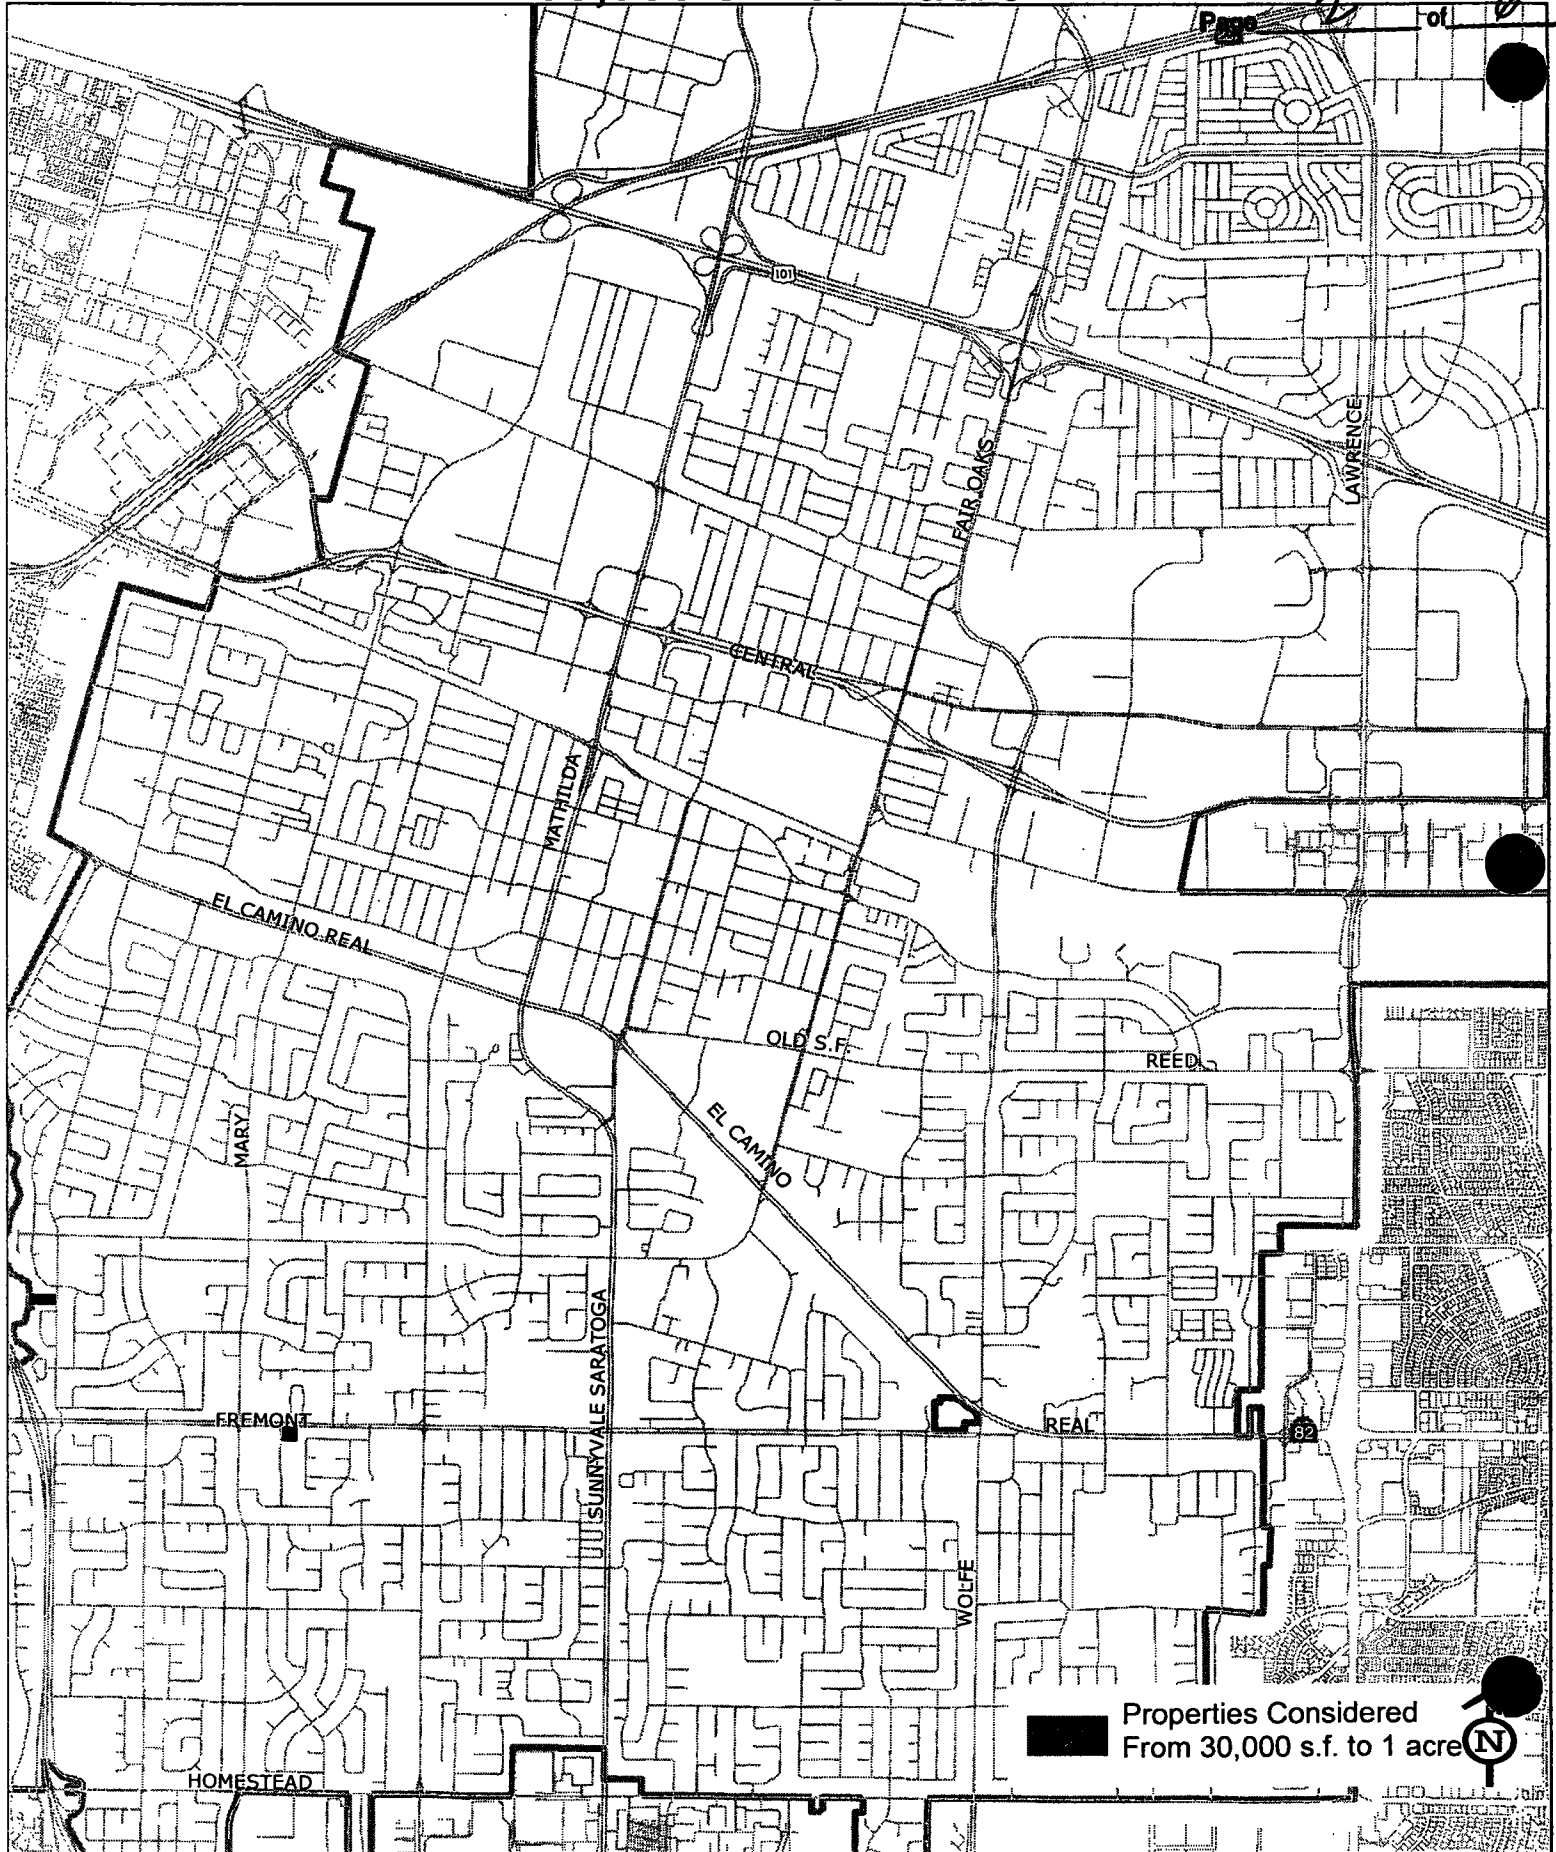 Page of
101
LAWRENCE
FAIR OAKS
CENTRAL
MATHILDA
EL CAMINO REAL
OLD S.F.
REED
EL CAMINO
MARY
SUNNYVALE SARATOGA
FREMONT
REAL
82
WOLFE
Properties Considered
From 30,000 s.f. to 1 acre
N
HOMESTEAD